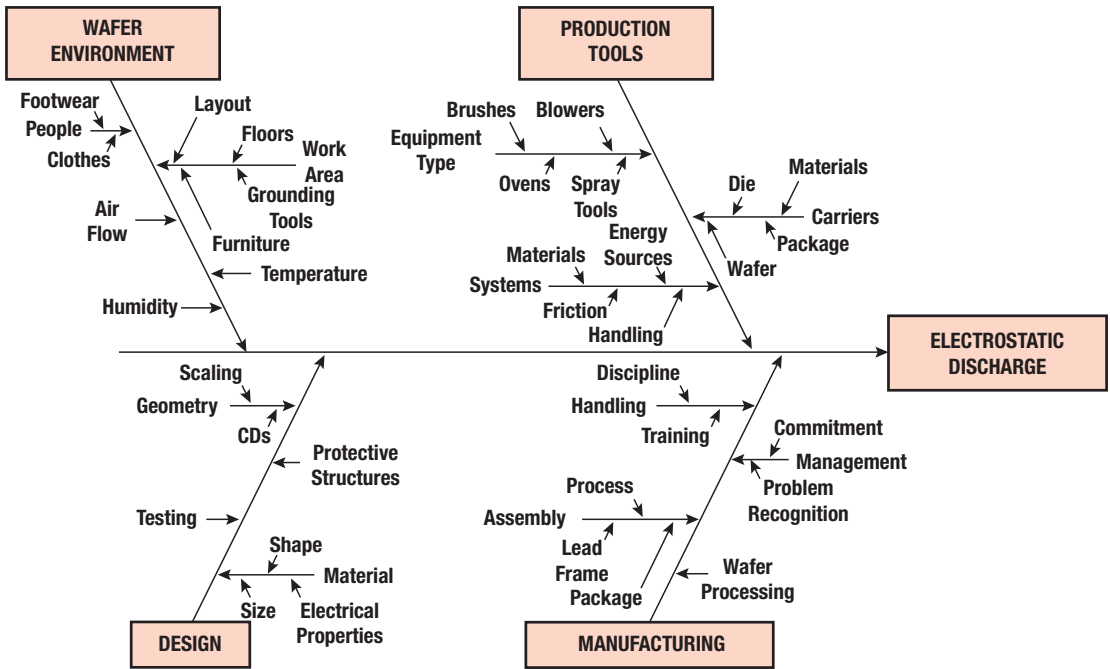 WAFER
ENVIRONMENT
PRODUCTION
TOOLS
Footwear
People
Clothes
Layout
Floors
Work
Area
Grounding
Tools
Furniture
Air
Flow
Temperature
Humidity
Brushes
Blowers
Equipment
Type
Ovens
Spray
Tools
Materials
Die
Carriers
Package
Wafer
Energy
Sources
Materials
Systems
Friction
Handling
ELECTROSTATIC
DISCHARGE
Scaling
Geometry
CDs
Protective
Structures
Testing
Shape
Material
Size
Electrical
Properties
DESIGN
Discipline
Handling
Training
Commitment
Management
Problem
Recognition
Process
Assembly
Lead
Frame
Package
Wafer
Processing
MANUFACTURING